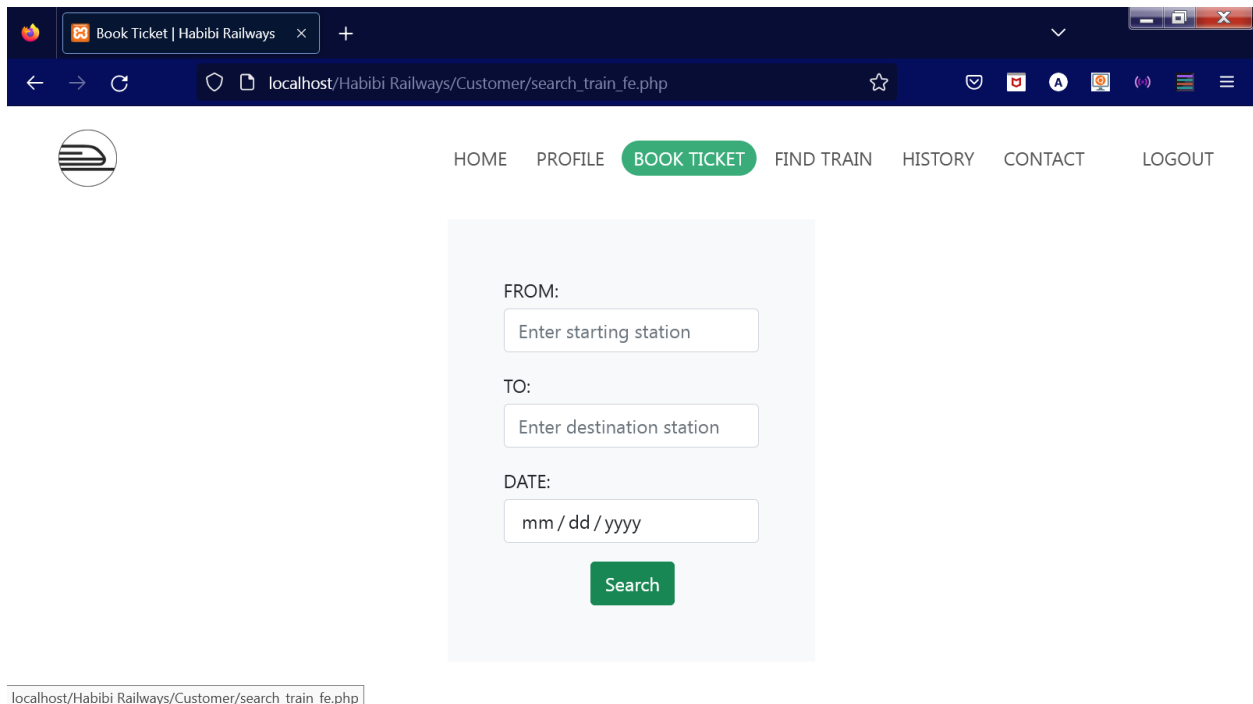 Book Ticket | Habibi Railways
localhost/Habibi Railways/Customer/search_train_fe.php
HOME PROFILE BOOK TICKET FIND TRAIN HISTORY CONTACT LOGOUT
FROM:
Enter starting station
TO:
Enter destination station
DATE:
mm / dd / yyyy
Search
localhost/Habibi Railways/Customer/search_train_fe.php